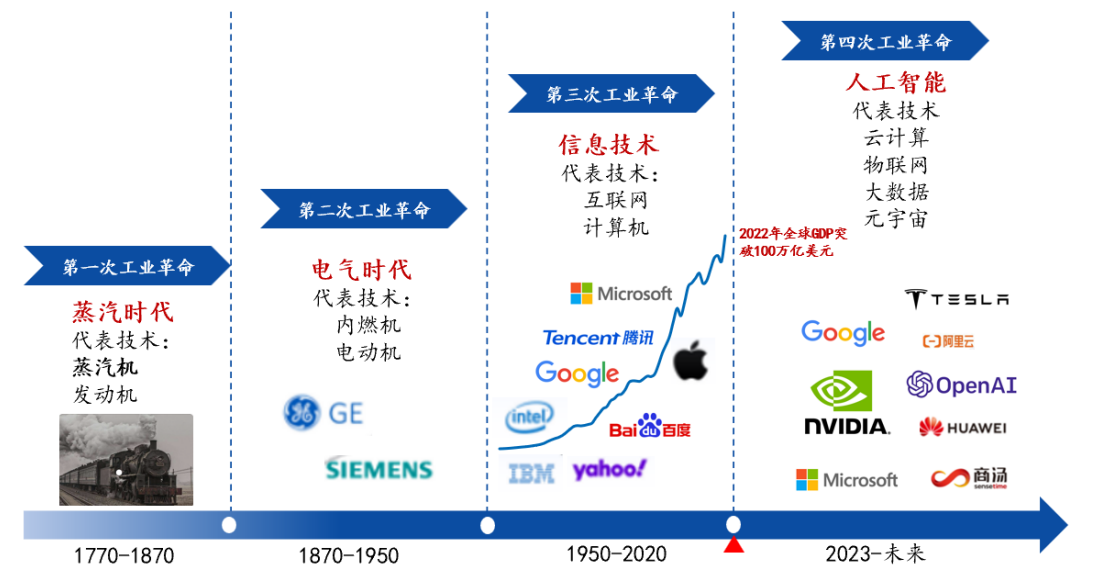 第一次工业革命
蒸汽时代
代表技术：
蒸汽机
发动机
1770-1870
第二次工业革命
电气时代
代表技术：
内燃机
电动机
GE
SIEMENS
1870-1950
第三次工业革命
信息技术
代表技术：
互联网
计算机
Microsoft
Tencent 腾讯
Google
intel
Bai du 百度
IBM
yahoo!
1950-2020
第四次工业革命
人工智能
代表技术
云计算
物联网
大数据
元宇宙
2022年全球GDP突
破100万亿美元
TESLA
Google
阿里云
OpenAI
NVIDIA.
HUAWEI
Microsoft
商汤
sensetime
2023-未来